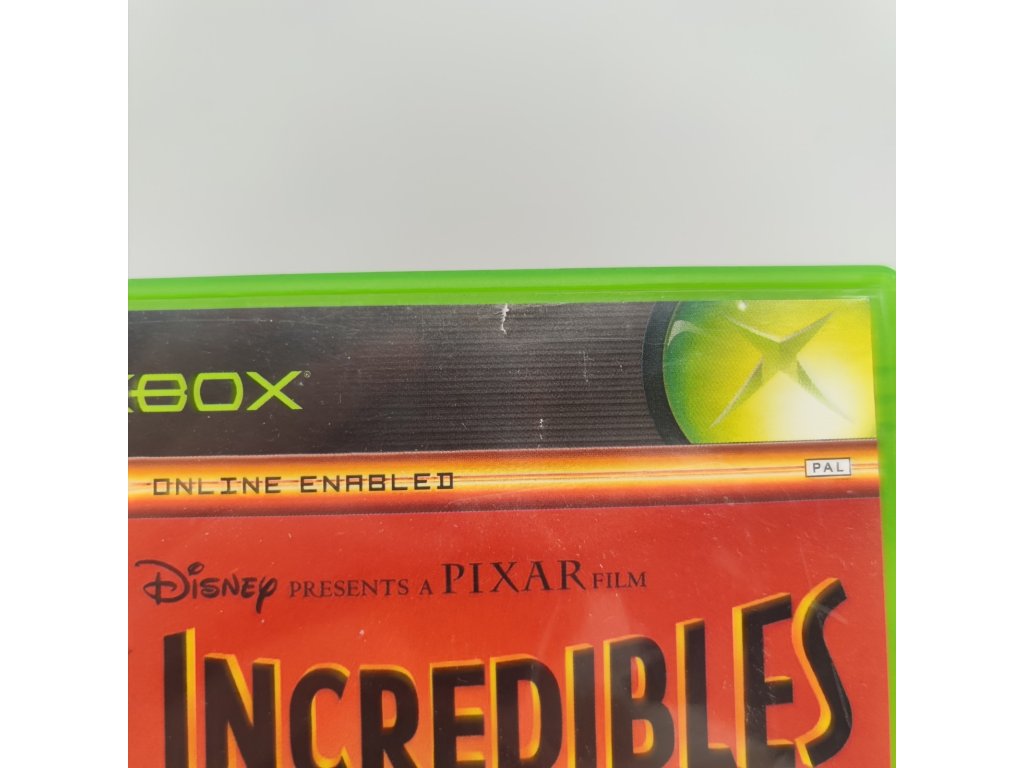 XBOX®
ONLINE ENABLED
PAL
DISNEY PRESENTS A PIXAR FILM
INCREDIBLES